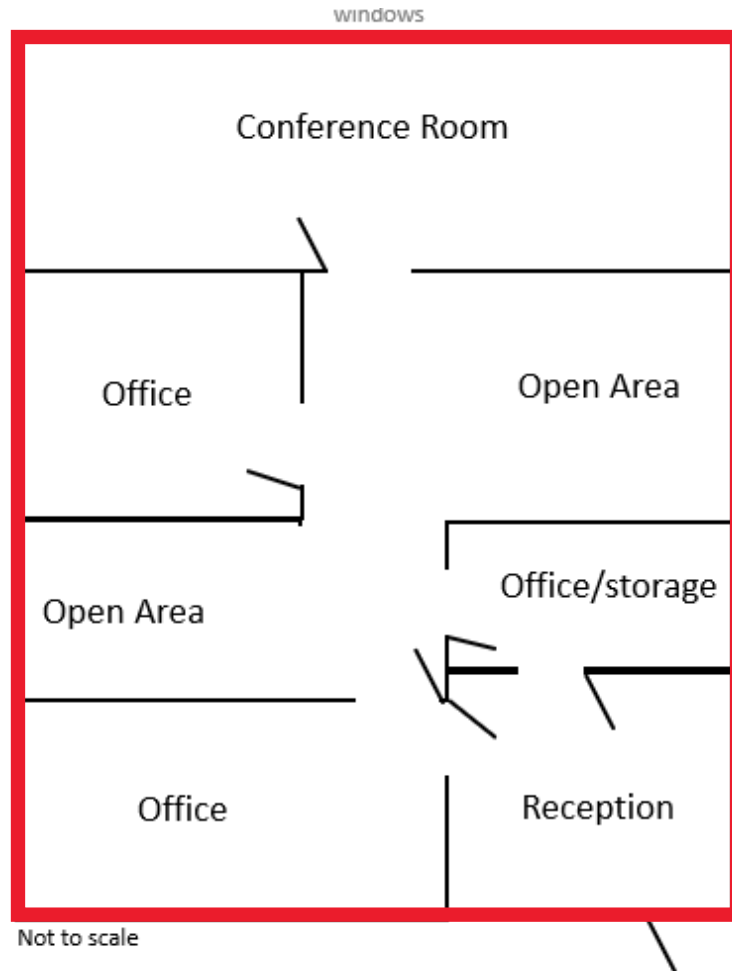 windows
Conference Room
Office
Open Area
Office/storage
Open Area
Office
Reception
Not to scale